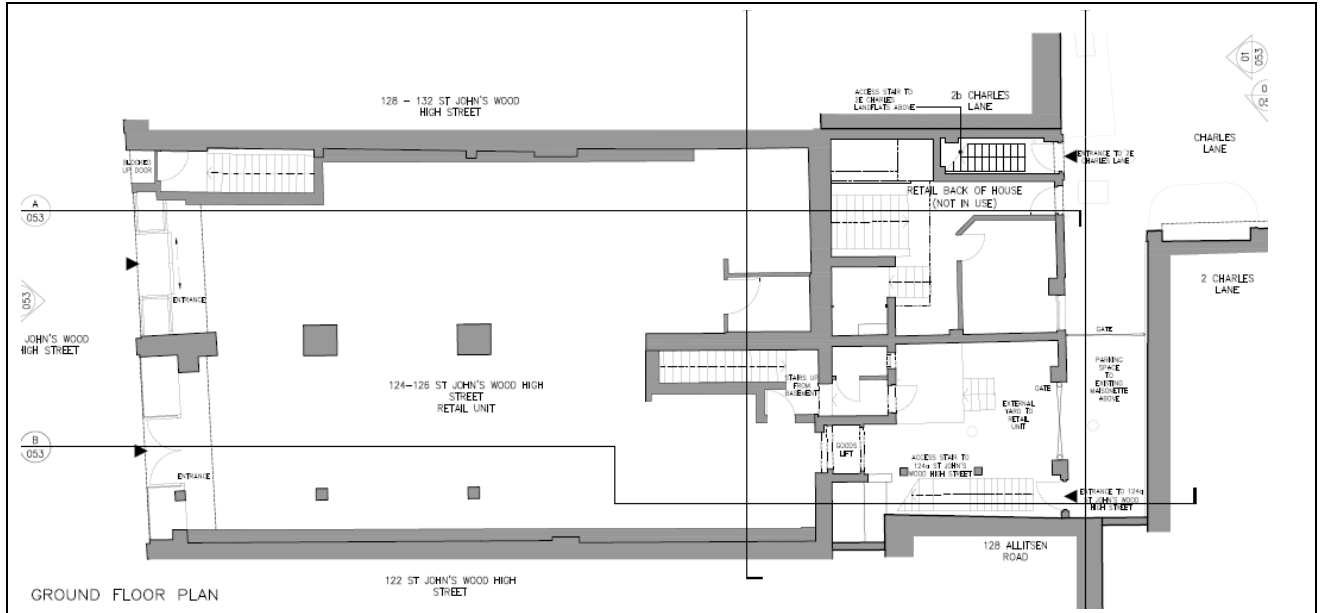 128 - 132 ST JOHN'S WOOD
HIGH STREET
ACCESS STAIR TO
2E CHARLES
LANDFLATS ABOVE
2b CHARLES
LANE
01
053
CHARLES
LANE
BLOCKED
UP DOOR
ENTRANCE TO 2E
CHARLES LANE
RETAIL BACK OF HOUSE
(NOT IN USE)
A
053
2 CHARLES
LANE
ENTRANCE
053
JOHN'S WOOD
HIGH STREET
GATE
PARKING
SPACE
TO
EXISTING
MAISONETTE
ABOVE
STAIRS UP
FROM
BASEMENT
124-126 ST JOHN'S WOOD HIGH
STREET
RETAIL UNIT
GATE
EXTERNAL
YARD TO
RETAIL
UNIT
B
053
GOODS
LIFT
ENTRANCE
ACCESS STAIR TO
124a ST JOHN'S
WOOD HIGH STREET
ENTRANCE TO 124a
ST JOHN'S WOOD
HIGH STREET
128 ALLITSEN
ROAD
122 ST JOHN'S WOOD HIGH
STREET
GROUND FLOOR PLAN